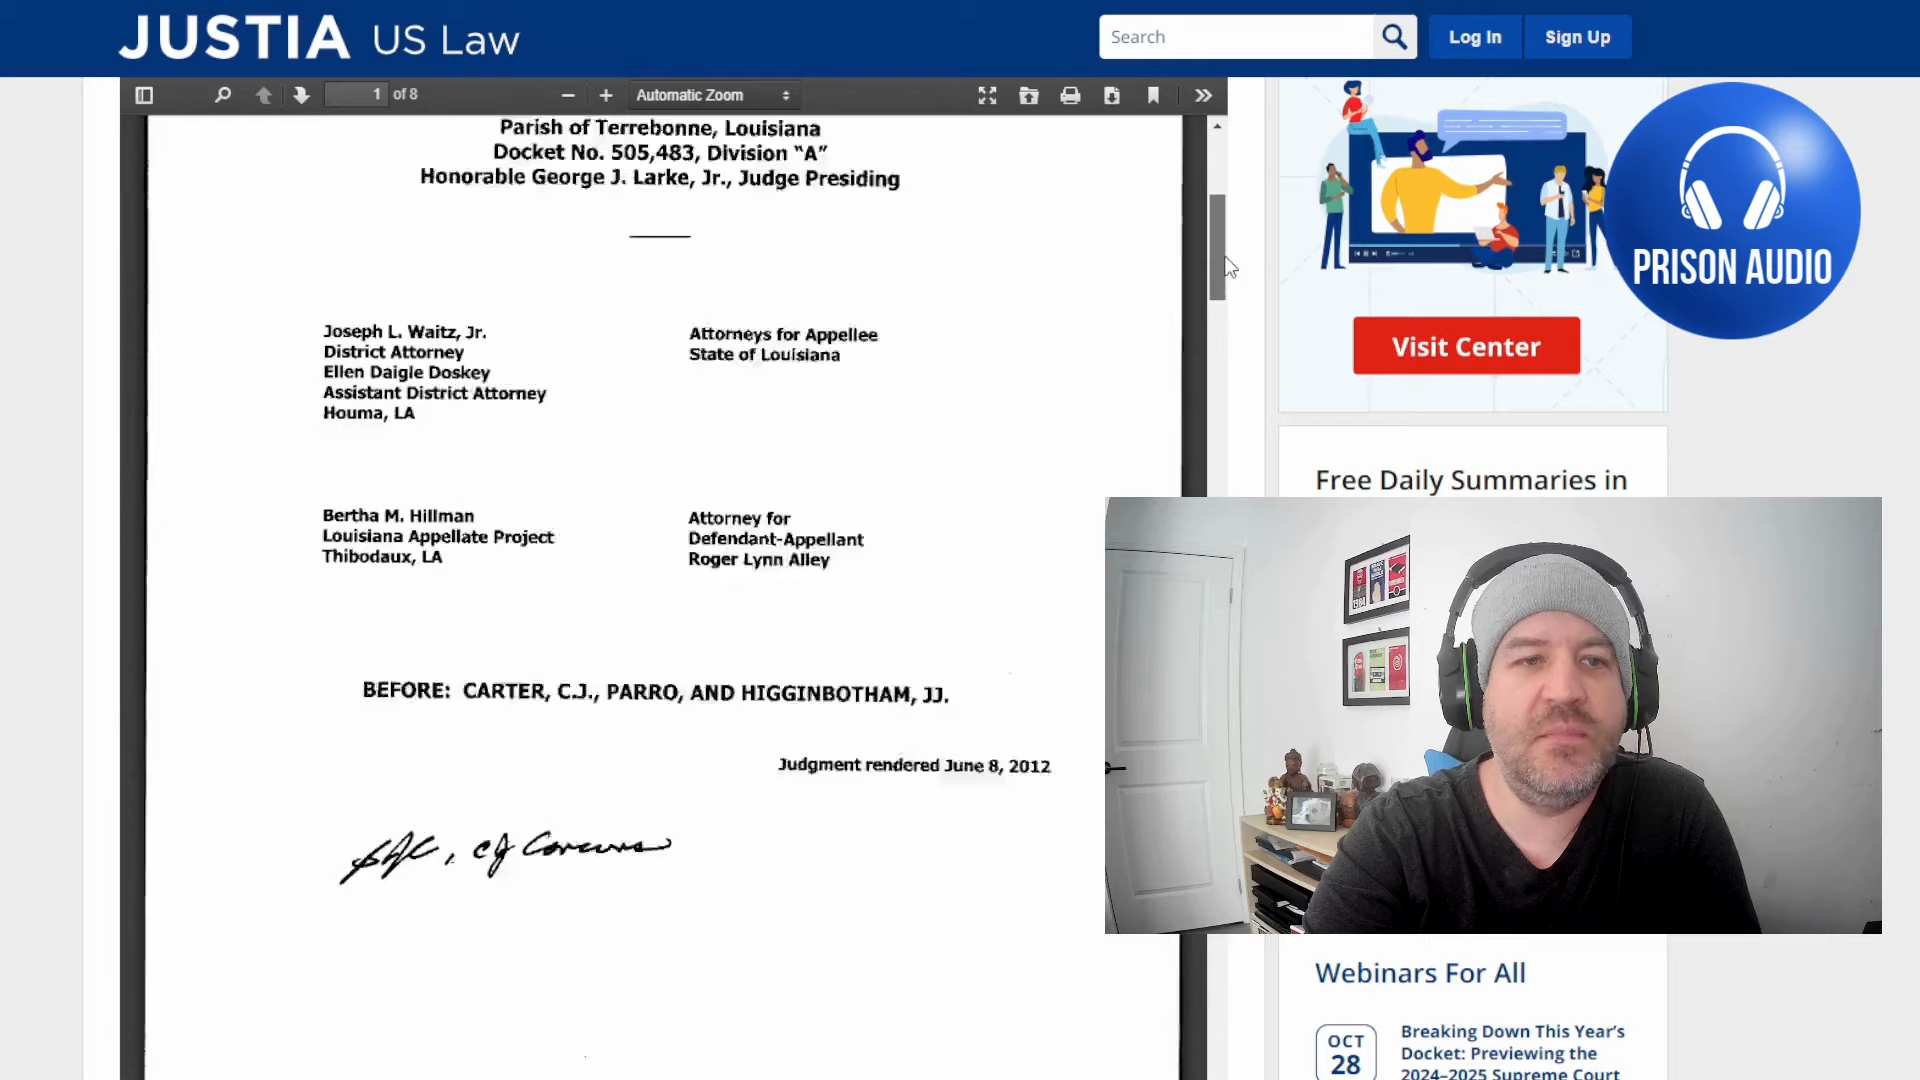 JUSTIA US Law
Search
Log In
Sign Up
1 of 8
Automatic Zoom
Parish of Terrebonne, Louisiana
Docket No. 505,483, Division "A"
Honorable George J. Larke, Jr., Judge Presiding
Joseph L. Waitz, Jr.
District Attorney
Ellen Daigle Doskey
Assistant District Attorney
Houma, LA
Attorneys for Appellee
State of Louisiana
Bertha M. Hillman
Louisiana Appellate Project
Thibodaux, LA
Attorney for
Defendant-Appellant
Roger Lynn Alley
BEFORE: CARTER, C.J., PARRO, AND HIGGINBOTHAM, JJ.
Judgment rendered June 8, 2012
PRISON AUDIO
Visit Center
Free Daily Summaries in
1984
Webinars For All
OCT
28
Breaking Down This Year's
Docket: Previewing the
2024–2025 Supreme Court